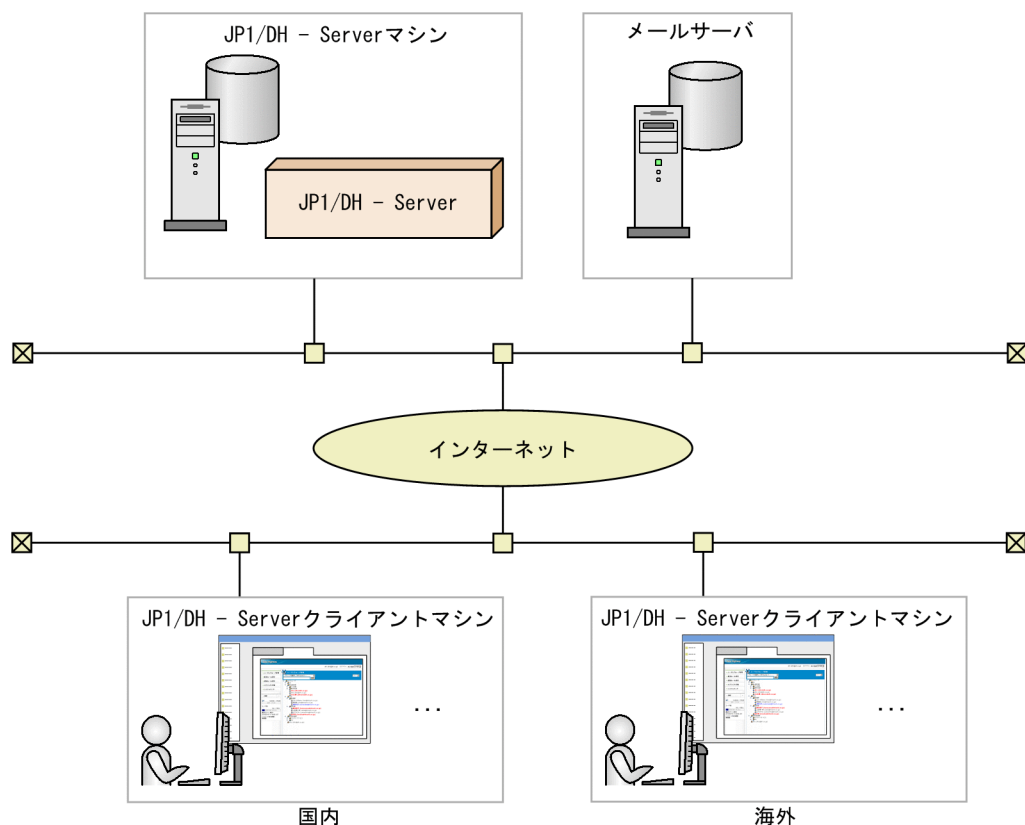 JP1/DH - Serverマシン
メールサーバ
JP1/DH - Server
インターネット
JP1/DH - Serverクライアントマシン
JP1/DH - Serverクライアントマシン
...
...
国内
海外